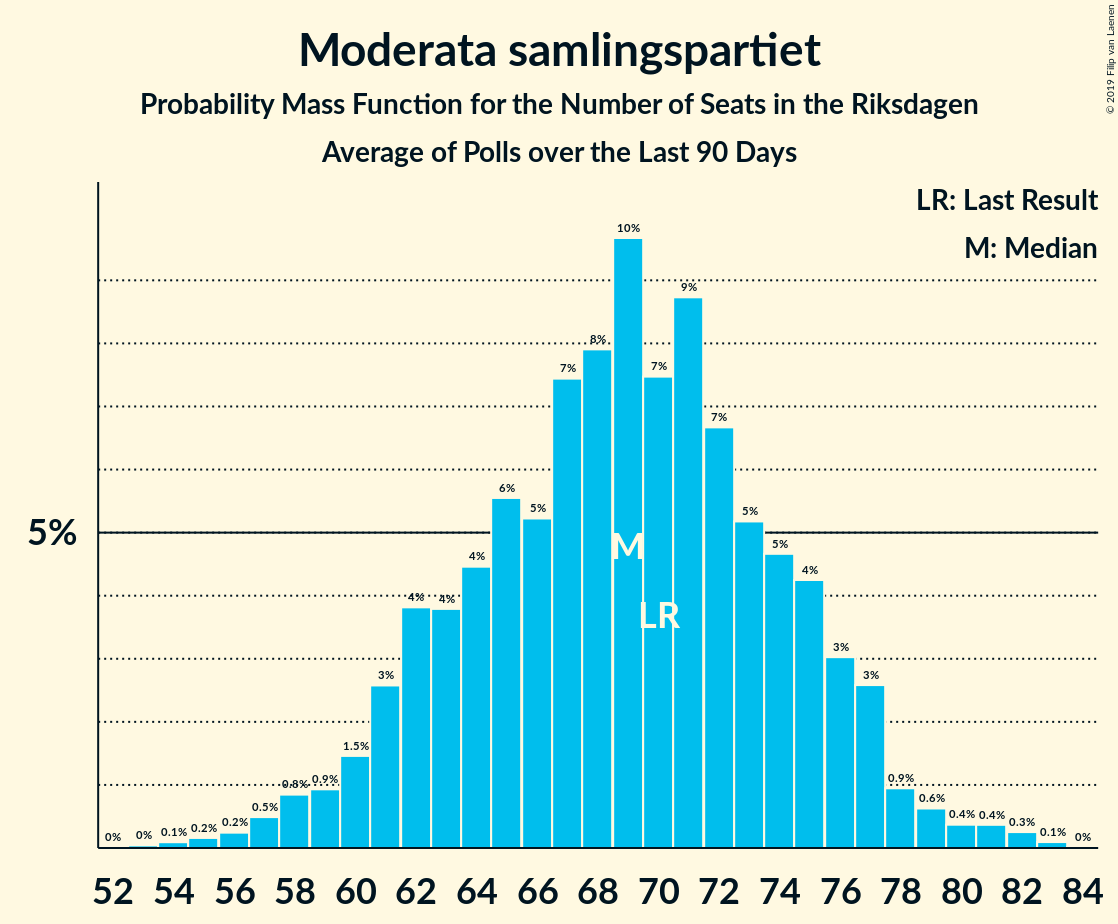 © 2019 Filip van Laenen
Moderata samlingspartiet
Probability Mass Function for the Number of Seats in the Riksdagen
Average of Polls over the Last 90 Days
LR: Last Result
M: Median
5%
0% 0% 0.1% 0.2% 0.2% 0.5% 0.8% 0.9% 1.5% 3% 4% 4% 4% 6% 5% 7% 8% 10% 7% 9% 7% 5% 5% 4% 3% 3% 0.9% 0.6% 0.4% 0.4% 0.3% 0.1% 0%
M
LR
52 54 56 58 60 62 64 66 68 70 72 74 76 78 80 82 84